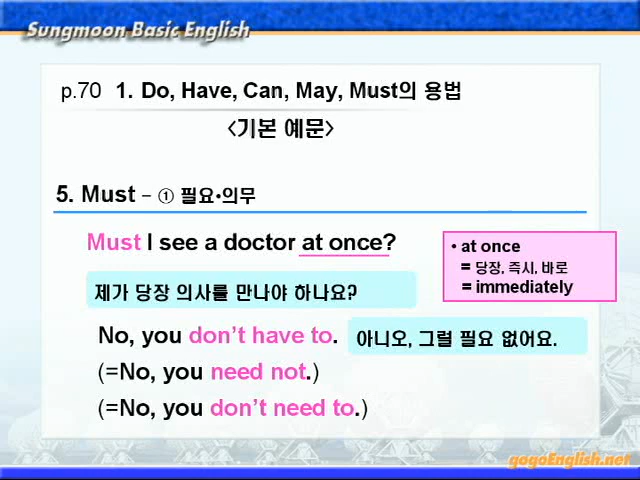 Sungmoon Basic English
p.70 1. Do, Have, Can, May, Must의 용법
<기본 예문>
5. Must – ① 필요•의무
Must I see a doctor at once?
• at once
= 당장, 즉시, 바로
= immediately
제가 당장 의사를 만나야 하나요?
No, you don't have to.
아니오, 그럴 필요 없어요.
(=No, you need not.)
(=No, you don't need to.)
gogoEnglish.net